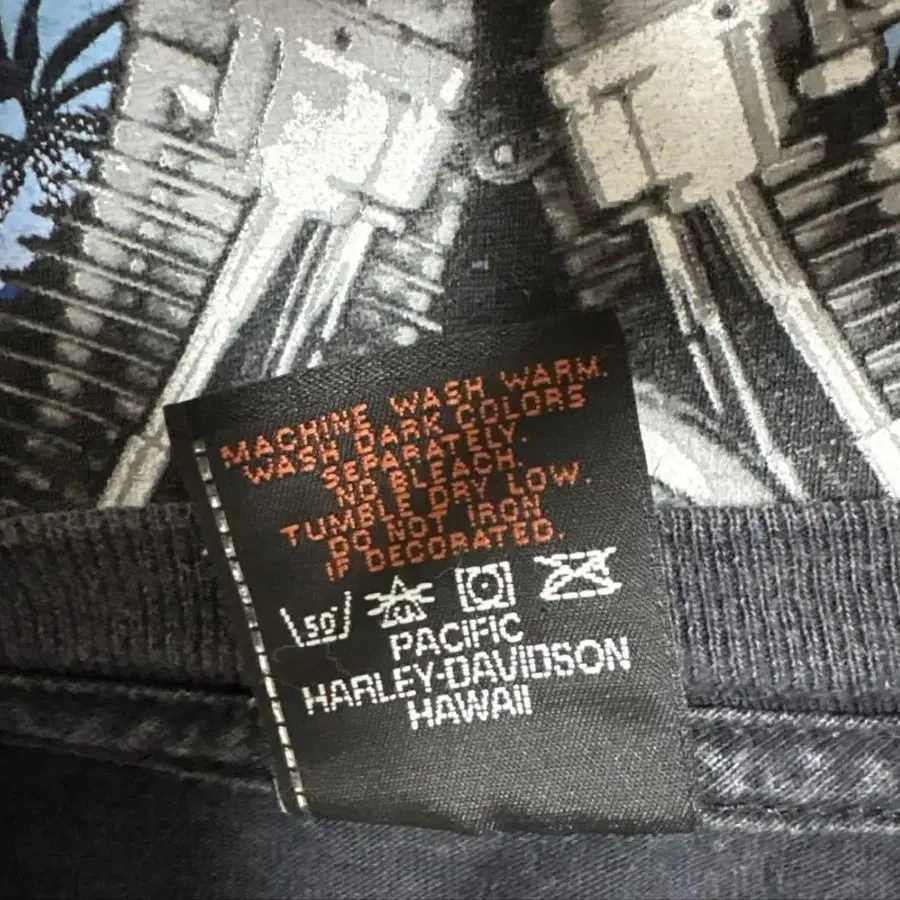 MACHINE WASH WARM.
WASH DARK COLORS
SEPARATELY.
NO BLEACH.
TUMBLE DRY LOW.
DO NOT IRON
IF DECORATED.
50°
PACIFIC
HARLEY-DAVIDSON
HAWAII